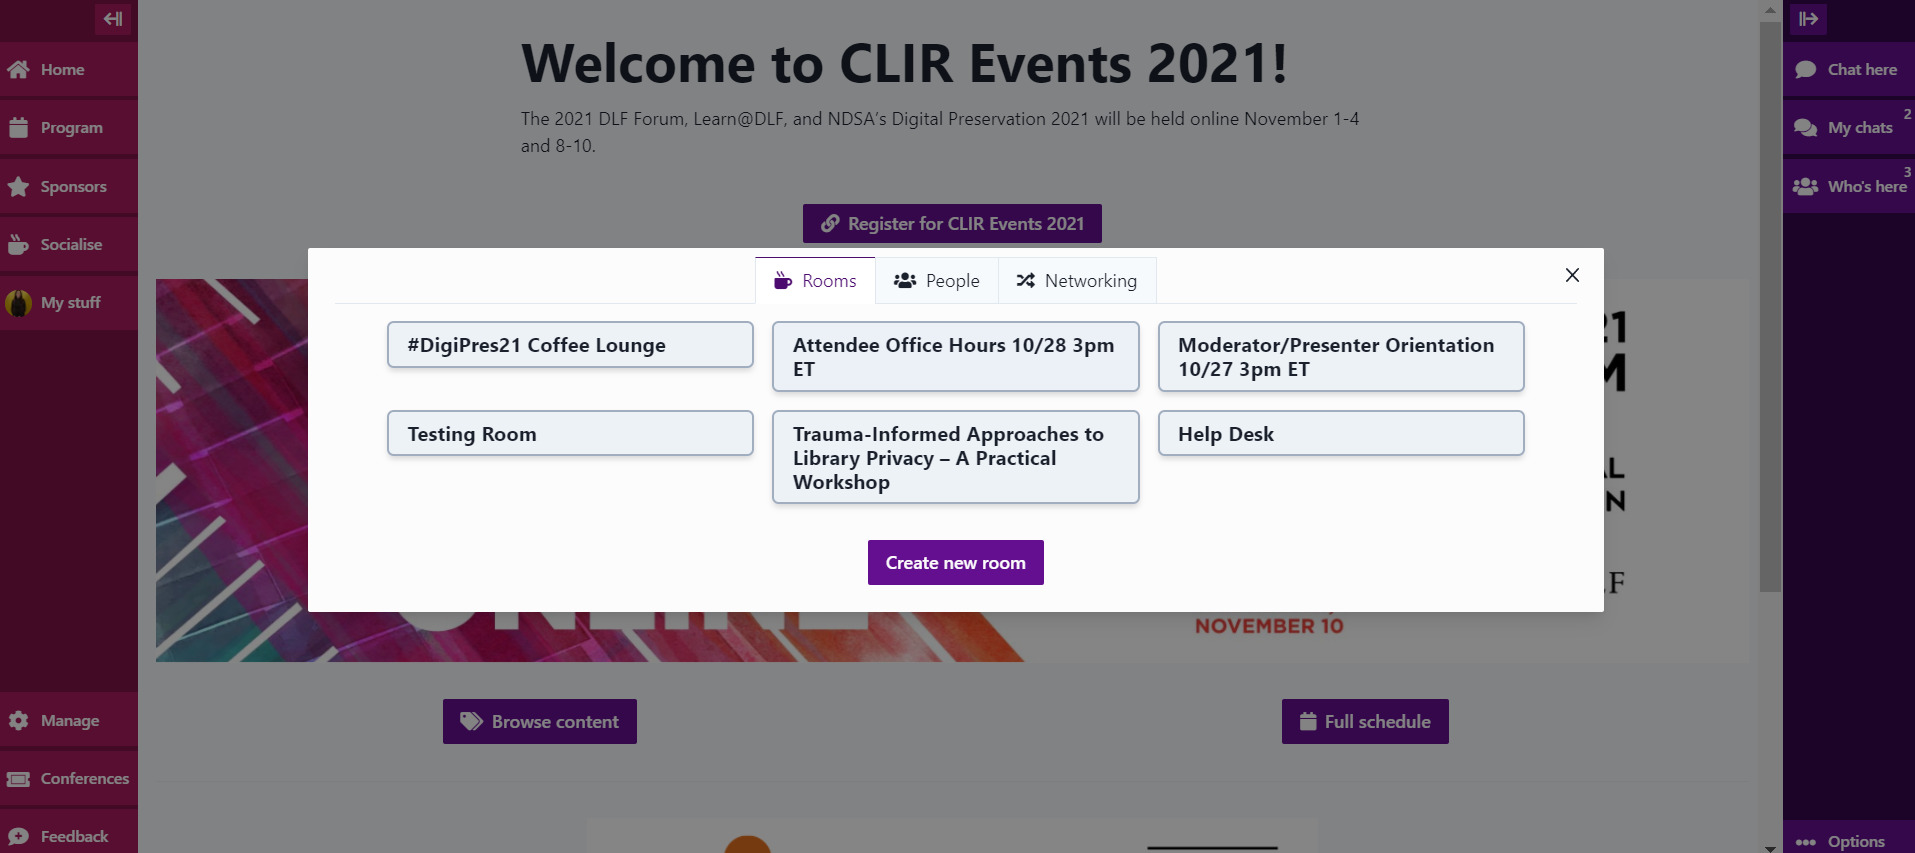 Home
Program
Sponsors
Socialise
My stuff
Manage
Conferences
Feedback
Welcome to CLIR Events 2021!
The 2021 DLF Forum, Learn@DLF, and NDSA's Digital Preservation 2021 will be held online November 1-4
and 8-10.
Register for CLIR Events 2021
Rooms
People
Networking
#DigiPres21 Coffee Lounge
Attendee Office Hours 10/28 3pm
ET
Moderator/Presenter Orientation
10/27 3pm ET
Testing Room
Trauma-Informed Approaches to
Library Privacy – A Practical
Workshop
Help Desk
Create new room
21
M
AL
N
LF
NOVEMBER 10
Browse content
Full schedule
Chat here
My chats 2
Who's here 3
Options